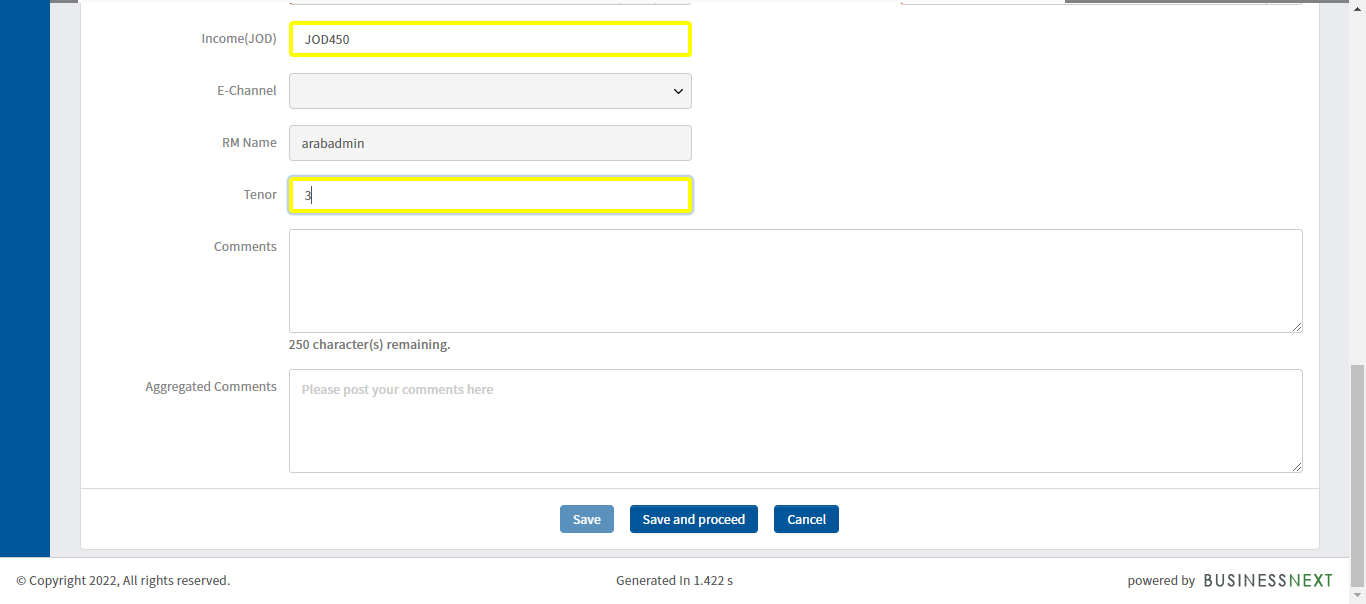 Income(JOD) JOD450
E-Channel
RM Name arabadmin
Tenor 3
Comments
250 character(s) remaining.
Aggregated Comments Please post your comments here
Save Save and proceed Cancel
© Copyright 2022, All rights reserved. Generated In 1.422 s powered by BUSINESSNEXT